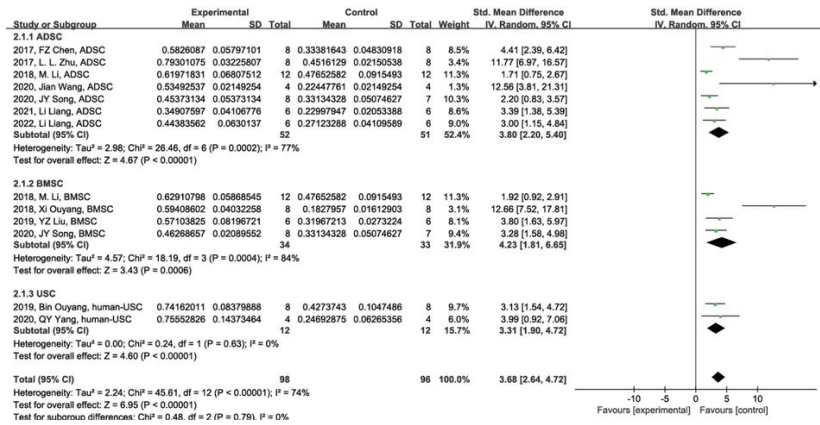 Experimental Control Std. Mean Difference Std. Mean Difference
Study or Subgroup Mean SD Total Mean SD Total Weight IV, Random, 95% CI IV, Random, 95% CI
2.1.1 ADSC
2017, FZ Chen, ADSC 0.5826087 0.05797101 8 0.33381643 0.04830918 8 8.5% 4.41 [2.39, 6.42]
2017, L. L. Zhu, ADSC 0.79301075 0.03225807 8 0.4516129 0.02150538 8 2.8% 11.77 [6.97, 16.57]
2018, M. Li, ADSC 0.61971831 0.06807512 12 0.47652582 0.0915493 12 11.4% 1.71 [0.75, 2.67]
2020, Jian Wang, ADSC 0.53492537 0.02149254 4 0.22447761 0.02149254 4 1.3% 12.56 [3.81, 21.31]
2020, JY Song, ADSC 0.45373134 0.05373134 8 0.33134328 0.05074627 7 10.3% 2.20 [0.83, 3.57]
2021, Li Liang, ADSC 0.34907597 0.04106776 6 0.22997947 0.02053388 6 8.6% 3.39 [1.38, 5.39]
2022, Li Liang, ADSC 0.44383562 0.0630137 6 0.27123288 0.04109589 6 9.0% 3.00 [1.15, 4.84]
Subtotal (95% CI) 52 51 52.4% 3.80 [2.20, 5.40]
Heterogeneity: Tau² = 2.98; Chi² = 26.46, df = 6 (P = 0.0002); I² = 77%
Test for overall effect: Z = 4.67 (P < 0.00001)
2.1.2 BMSC
2018, M. Li, BMSC 0.62910798 0.05868545 12 0.47652582 0.0915493 12 11.3% 1.92 [0.92, 2.91]
2018, Xi Ouyang, BMSC 0.59408602 0.04032258 8 0.1827957 0.01612903 8 3.1% 12.66 [7.52, 17.81]
2019, YZ Liu, BMSC 0.57103825 0.08196721 6 0.31967213 0.0273224 6 8.2% 3.80 [1.63, 5.97]
2020, JY Song, BMSC 0.46268657 0.02089552 8 0.33134328 0.05074627 7 9.4% 3.28 [1.58, 4.98]
Subtotal (95% CI) 34 33 31.9% 4.23 [1.81, 6.65]
Heterogeneity: Tau² = 4.57; Chi² = 18.19, df = 3 (P = 0.0004); I² = 84%
Test for overall effect: Z = 3.43 (P = 0.0006)
2.1.3 USC
2019, Bin Ouyang, human-USC 0.74162011 0.08379888 8 0.4273743 0.1047486 8 9.7% 3.13 [1.54, 4.72]
2020, QY Yang, human-USC 0.75552826 0.14373464 4 0.24692875 0.06265356 4 6.0% 3.99 [0.92, 7.06]
Subtotal (95% CI) 12 12 15.7% 3.31 [1.90, 4.72]
Heterogeneity: Tau² = 0.00; Chi² = 0.24, df = 1 (P = 0.63); I² = 0%
Test for overall effect: Z = 4.60 (P < 0.00001)
Total (95% CI) 98 96 100.0% 3.68 [2.64, 4.72]
Heterogeneity: Tau² = 2.24; Chi² = 45.61, df = 12 (P < 0.00001); I² = 74%
Test for overall effect: Z = 6.95 (P < 0.00001)
Test for subgroup differences: Chi² = 0.48, df = 2 (P = 0.79), I² = 0%
-10 -5 0 5 10
Favours [experimental] Favours [control]